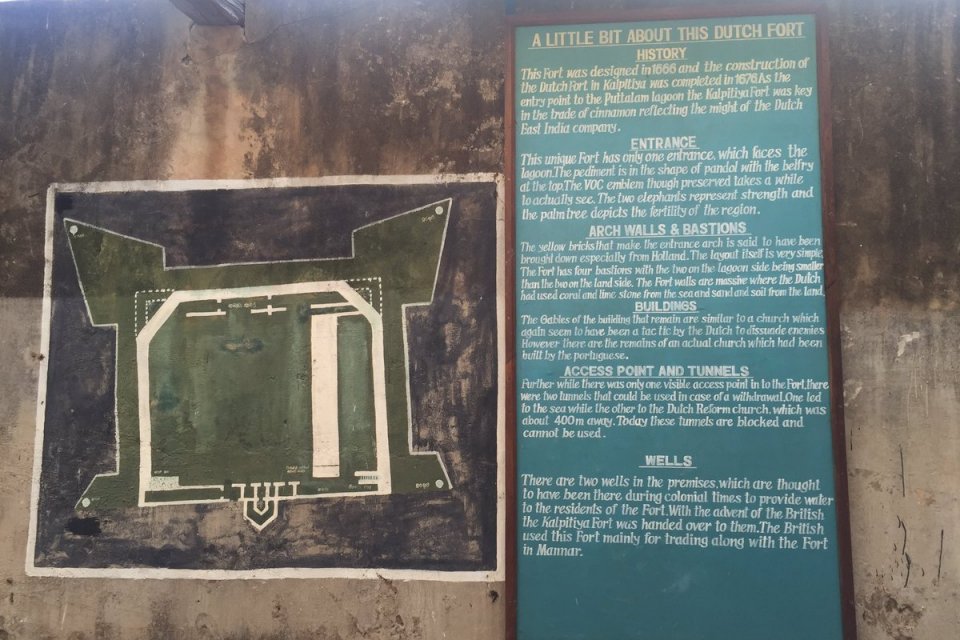 A LITTLE BIT ABOUT THIS DUTCH FORT
HISTORY
This Fort was designed in 1666 and the construction of
the Dutch Fort in Kalpitiya was completed in 1676.As the
entry point to the Puttalam lagoon the Kalpitiya Fort was key
in the trade of cinnamon reflecting the might of the Dutch
East India company.
ENTRANCE
This unique Fort has only one entrance, which faces the
lagoon.The pediment is in the shape of pandol with the belfry
at the top.The VOC emblem though preserved takes a while
to actually see. The two elephants represent strength and
the palm tree depicts the fertility of the region.
ARCH WALLS & BASTIONS
The yellow bricks that make the entrance arch is said to have been
brought down especially from Holland. The layout itself is very simple.
The Fort has four bastions with the two on the lagoon side being smaller
than the two on the land side. The Fort walls are massive where the Dutch
had used coral and lime stone from the sea and sand and soil from the land.
BUILDINGS
The Gables of the building that remain are similar to a church which
again seem to have been a tac tic by the Dutch to dissuade enemies
However there are the remains of an actual church which had been
built by the portuguese.
ACCESS POINT AND TUNNELS
Further while there was only one visible access point in to the Fort,there
were two tunnels that could be used in case of a withdrawal.One led
to the sea while the other to the Dutch Reform church. which was
about 400m away. Today these tunnels are blocked and
cannot be used.
WELLS
There are two wells in the premises,which are thought
to have been there during colonial times to provide water
to the residents of the Fort.With the advent of the British
the Kalpitiya Fort was handed over to them.The British
used this Fort mainly for trading along with the Fort
in Mannar.